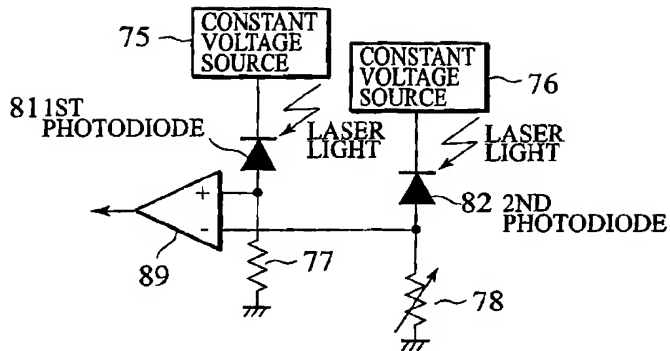 75
CONSTANT
VOLTAGE
SOURCE
CONSTANT
VOLTAGE
SOURCE
76
81 1ST
PHOTODIODE
LASER
LIGHT
LASER
LIGHT
+
-
82 2ND
PHOTODIODE
89
77
78